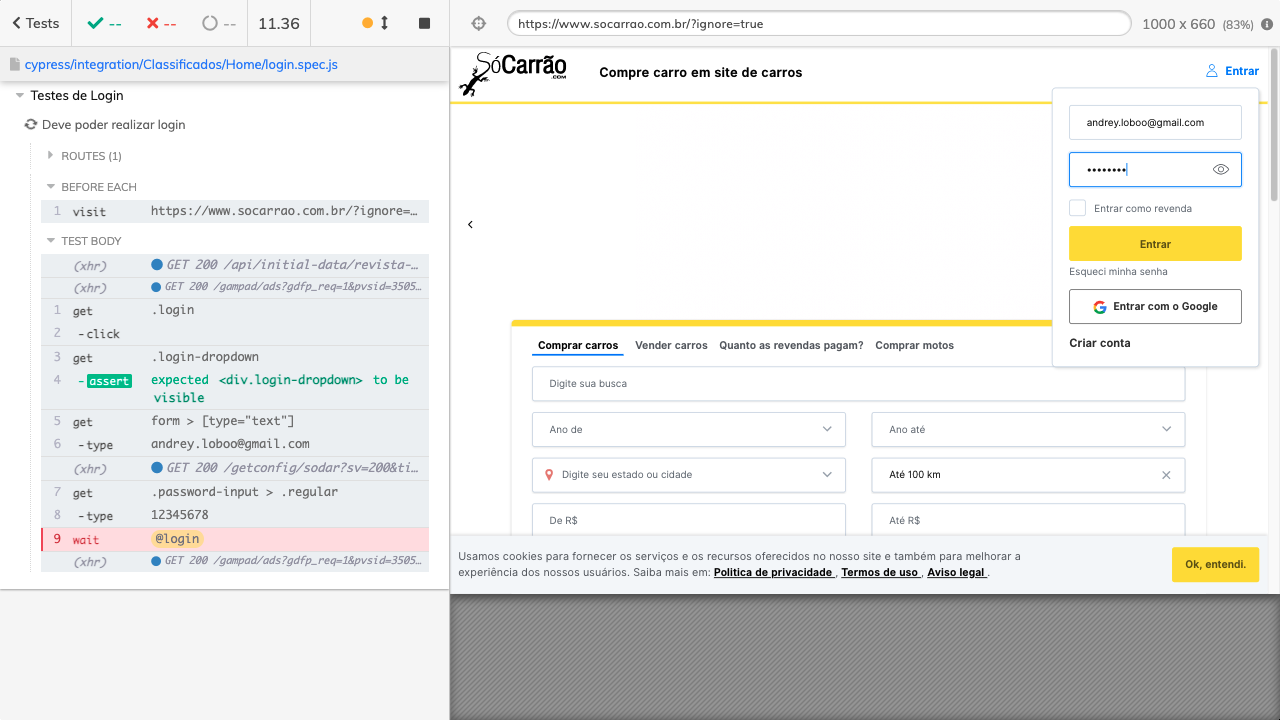 Tests
--
--
--
11.36
https://www.socarrao.com.br/?ignore=true
1000 x 660 (83%)
cypress/integration/Classificados/Home/login.spec.js
Testes de Login
Deve poder realizar login
ROUTES (1)
BEFORE EACH
1 visit https://www.socarrao.com.br/?ignore=…
TEST BODY
(xhr) GET 200 /api/initial-data/revista-…
(xhr) GET 200 /gampad/ads?gdfp_req=1&pvsid=3505…
1 get .login
2 -click
3 get .login-dropdown
4 -assert expected <div.login-dropdown> to be
visible
5 get form > [type="text"]
6 -type andrey.loboo@gmail.com
(xhr) GET 200 /getconfig/sodar?sv=200&ti…
7 get .password-input > .regular
8 -type 12345678
9 wait @login
(xhr) GET 200 /gampad/ads?gdfp_req=1&pvsid=3505…
SóCarrão
.COM
Compre carro em site de carros
Entrar
andrey.loboo@gmail.com
••••••••
Entrar como revenda
Entrar
Esqueci minha senha
Entrar com o Google
Criar conta
Comprar carros Vender carros Quanto as revendas pagam? Comprar motos
Digite sua busca
Ano de Ano até
Digite seu estado ou cidade Até 100 km
De R$ Até R$
Usamos cookies para fornecer os serviços e os recursos oferecidos no nosso site e também para melhorar a
experiência dos nossos usuários. Saiba mais em: Politica de privacidade , Termos de uso , Aviso legal .
Ok, entendi.